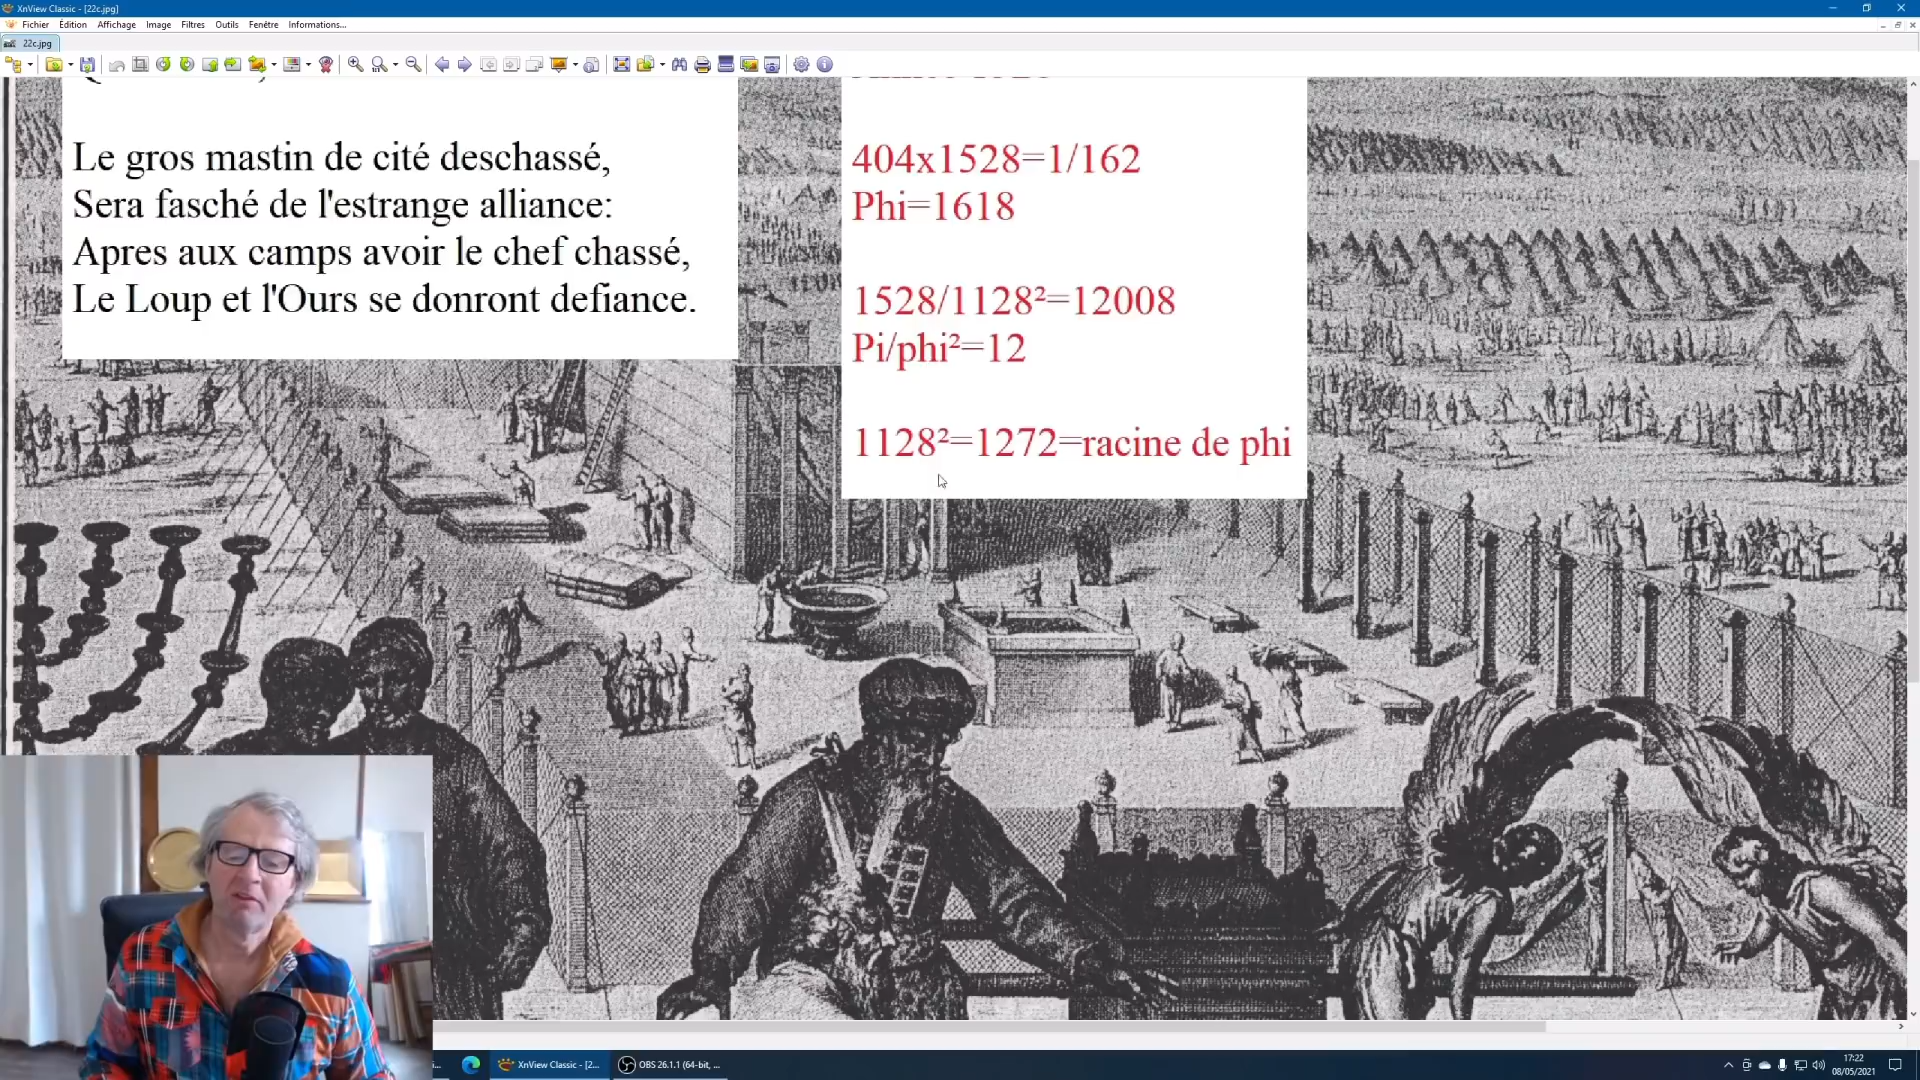 XnView Classic - [22c.jpg]
Fichier Édition Affichage Image Filtres Outils Fenêtre Informations...
22c.jpg
Le gros mastin de cité deschassé,
Sera fasché de l'estrange alliance:
Apres aux camps avoir le chef chassé,
Le Loup et l'Ours se donront defiance.
404x1528=1/162
Phi=1618
1528/1128²=12008
Pi/phi²=12
1128²=1272=racine de phi
XnView Classic - [2...
OBS 26.1.1 (64-bit, ...
17:22
08/05/2021